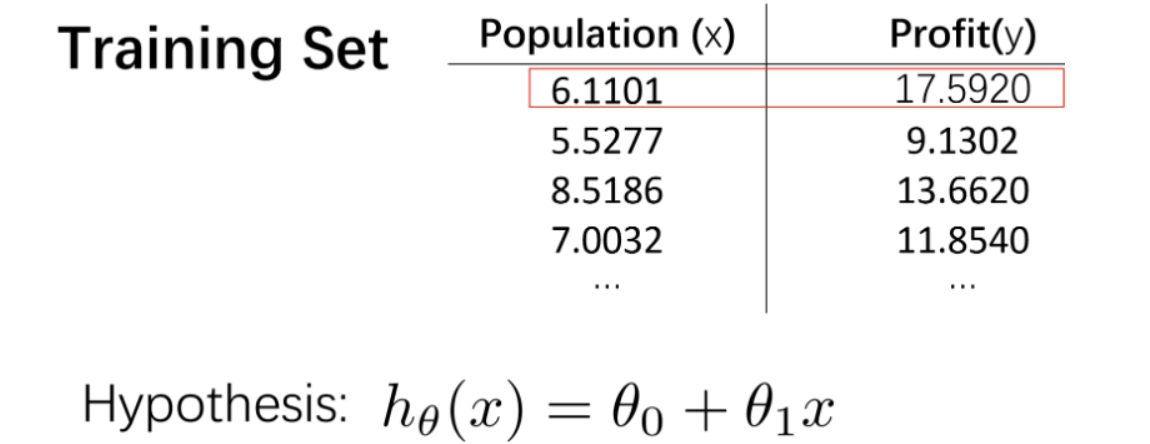 Training Set
Population (x) Profit(y)
6.1101 17.5920
5.5277 9.1302
8.5186 13.6620
7.0032 11.8540
... ...
Hypothesis: hθ(x) = θ0 + θ1x